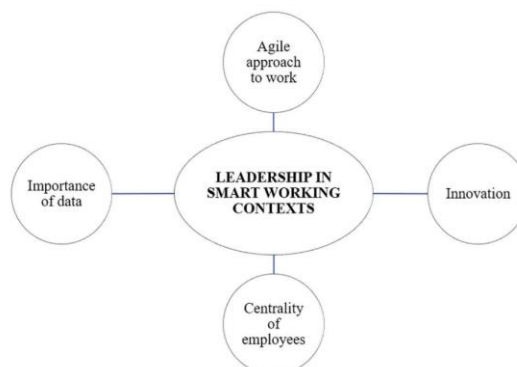 Agile
approach
to work
Importance
of data
LEADERSHIP IN
SMART WORKING
CONTEXTS
Innovation
Centrality
of
employees